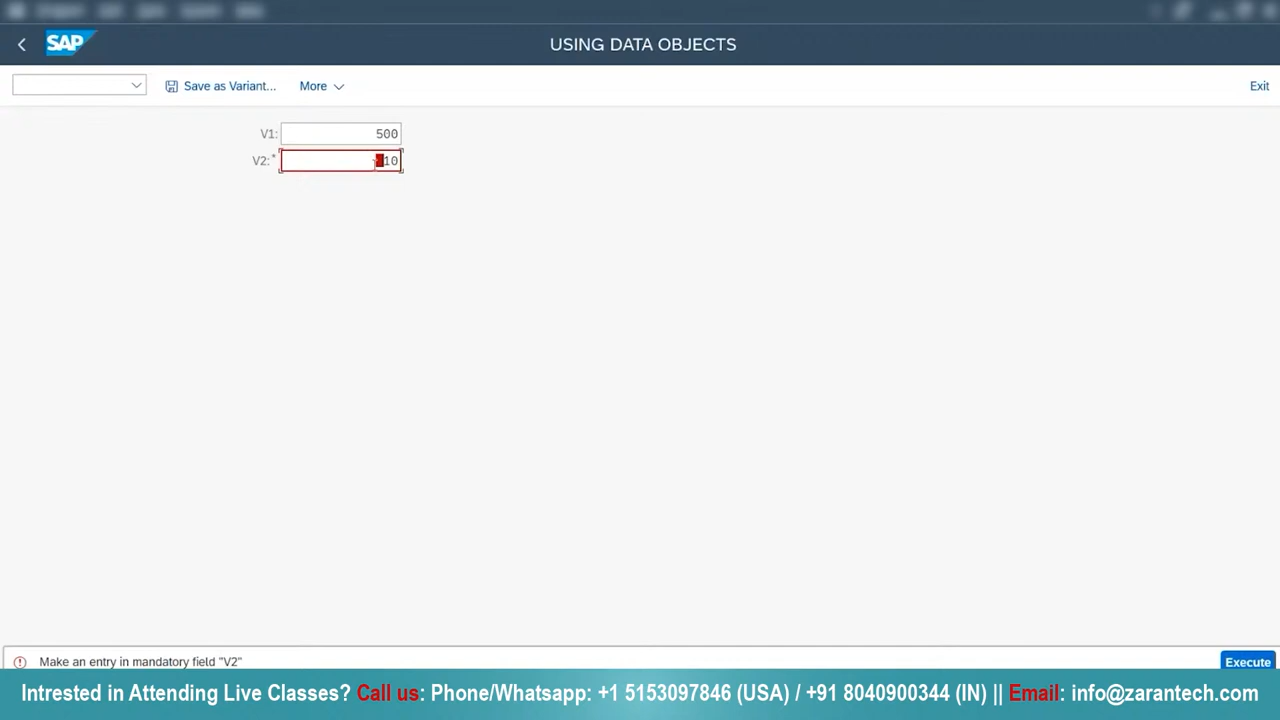 SAP
USING DATA OBJECTS
Save as Variant... More Exit
V1: 500
V2:* 10
Make an entry in mandatory field "V2" Execute
Intrested in Attending Live Classes? Call us: Phone/Whatsapp: +1 5153097846 (USA) / +91 8040900344 (IN) || Email: info@zarantech.com